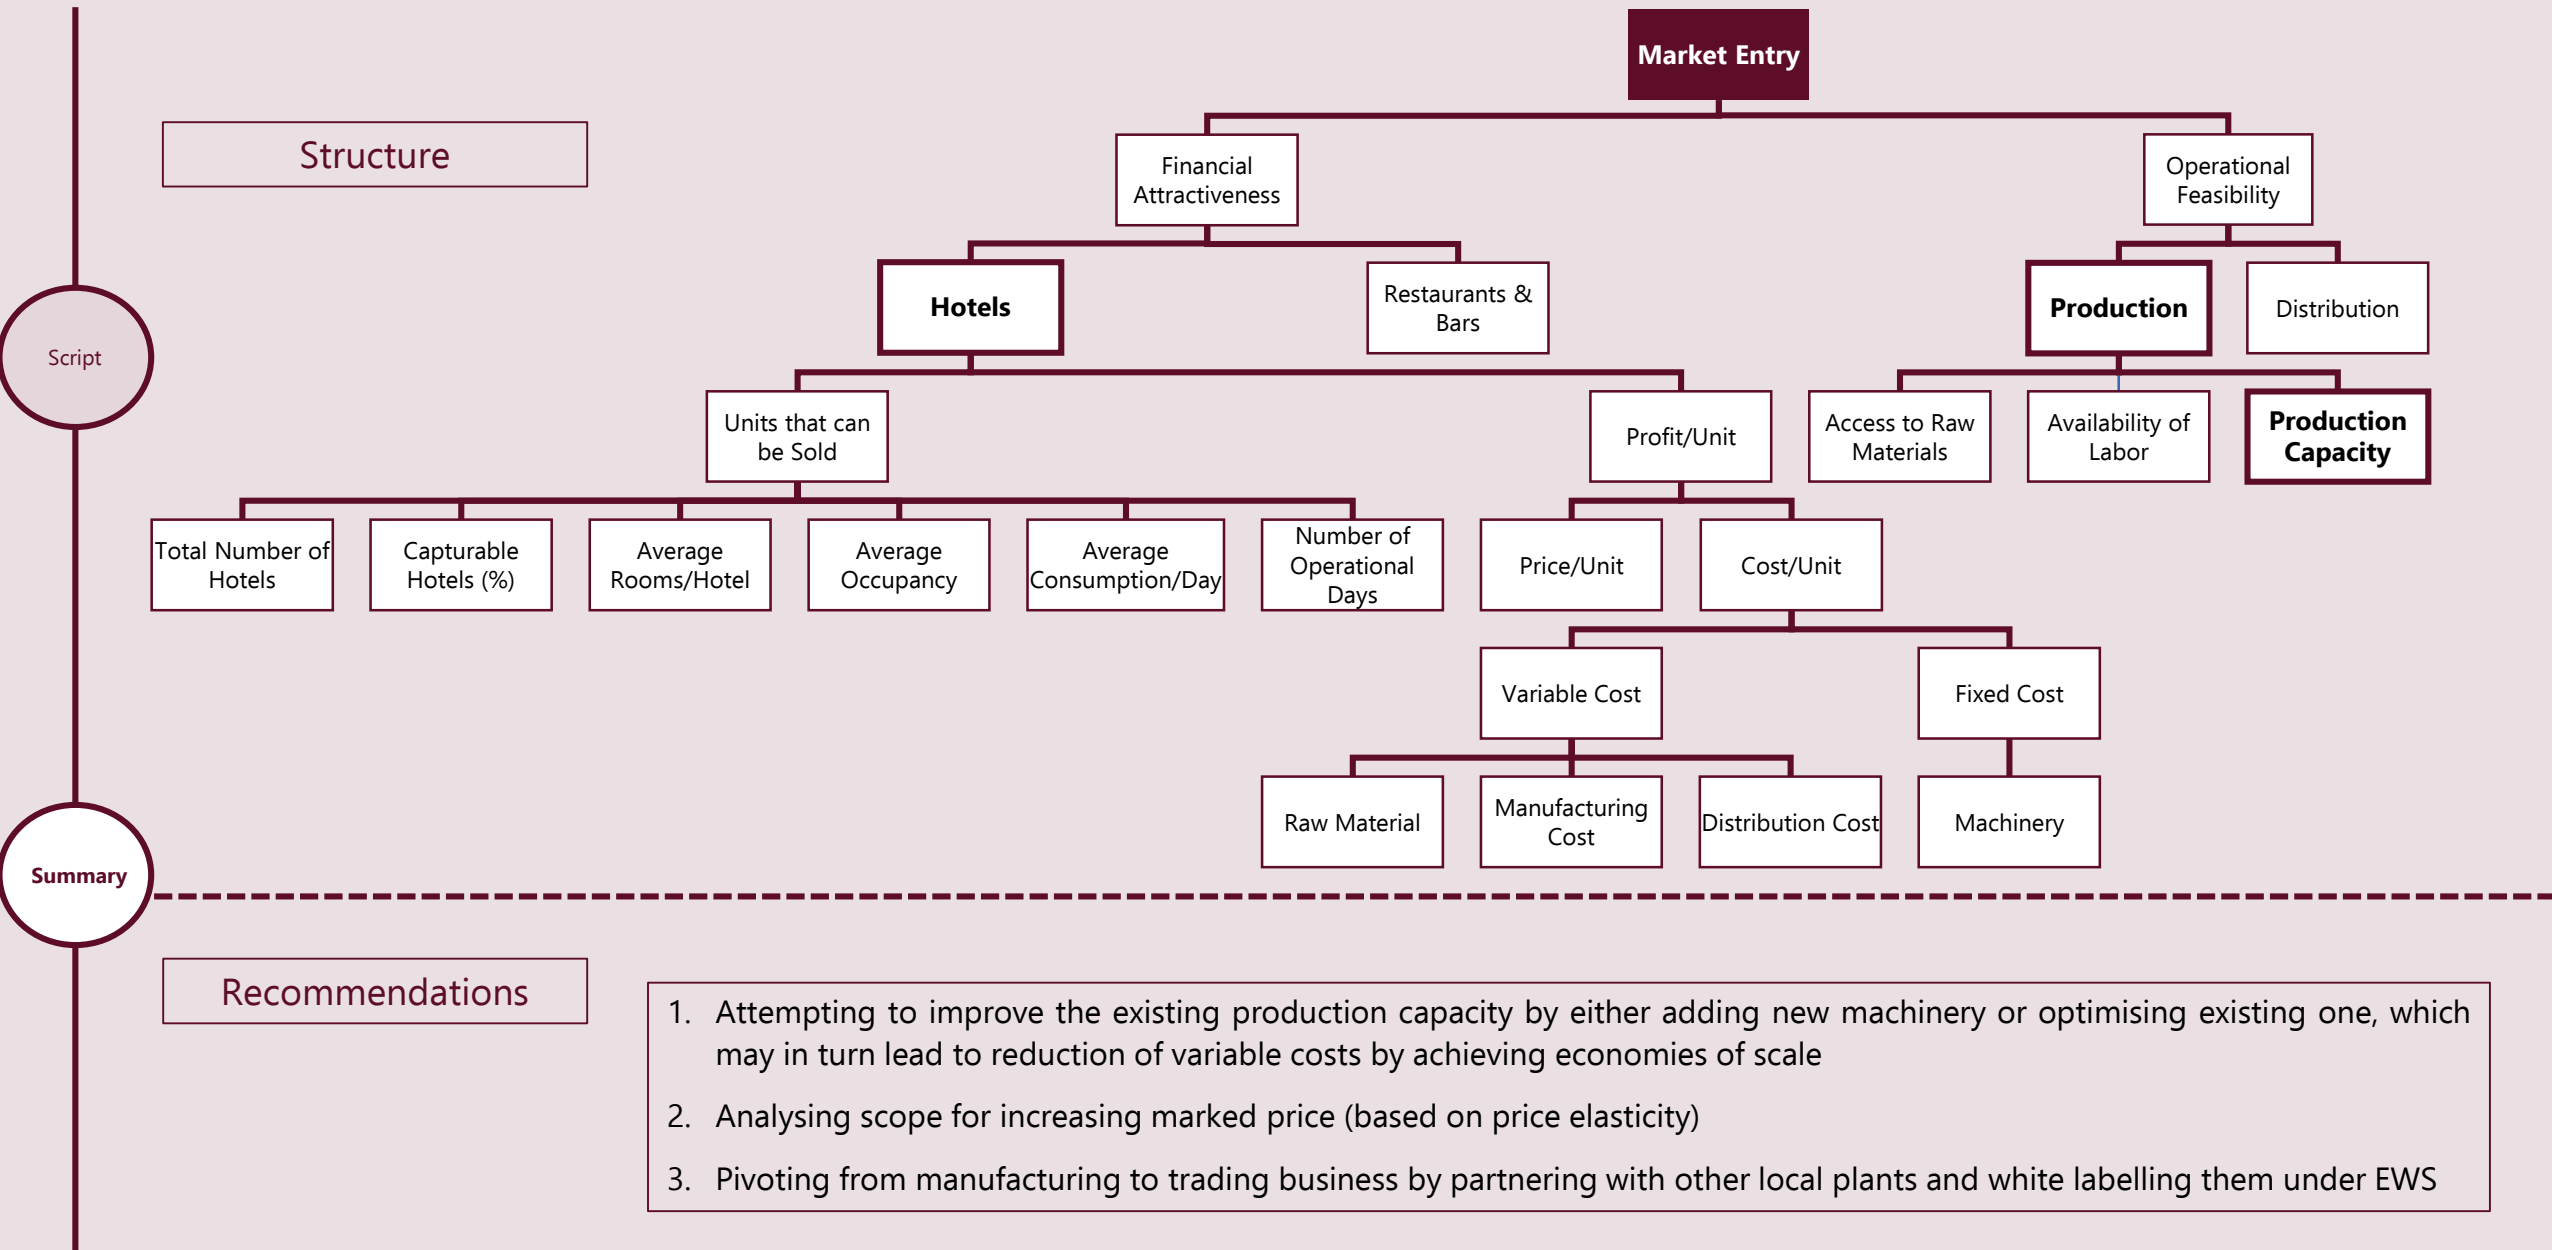 Market Entry
Structure
Financial
Attractiveness
Operational
Feasibility
Hotels
Restaurants &
Bars
Production
Distribution
Script
Units that can
be Sold
Profit/Unit
Access to Raw
Materials
Availability of
Labor
Production
Capacity
Total Number of
Hotels
Capturable
Hotels (%)
Average
Rooms/Hotel
Average
Occupancy
Average
Consumption/Day
Number of
Operational
Days
Price/Unit
Cost/Unit
Variable Cost
Fixed Cost
Raw Material
Manufacturing
Cost
Distribution Cost
Machinery
Summary
Recommendations
1. Attempting to improve the existing production capacity by either adding new machinery or optimising existing one, which
may in turn lead to reduction of variable costs by achieving economies of scale
2. Analysing scope for increasing marked price (based on price elasticity)
3. Pivoting from manufacturing to trading business by partnering with other local plants and white labelling them under EWS